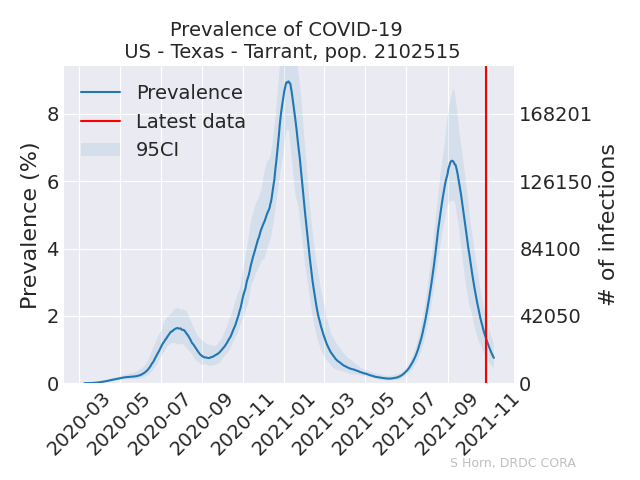 Prevalence of COVID-19
US - Texas - Tarrant, pop. 2102515
Prevalence
Latest data
95CI
Prevalence (%)
8
6
4
2
0
168201
126150
84100
42050
0
# of infections
2020-03
2020-05
2020-07
2020-09
2020-11
2021-01
2021-03
2021-05
2021-07
2021-09
2021-11
S Horn, DRDC CORA